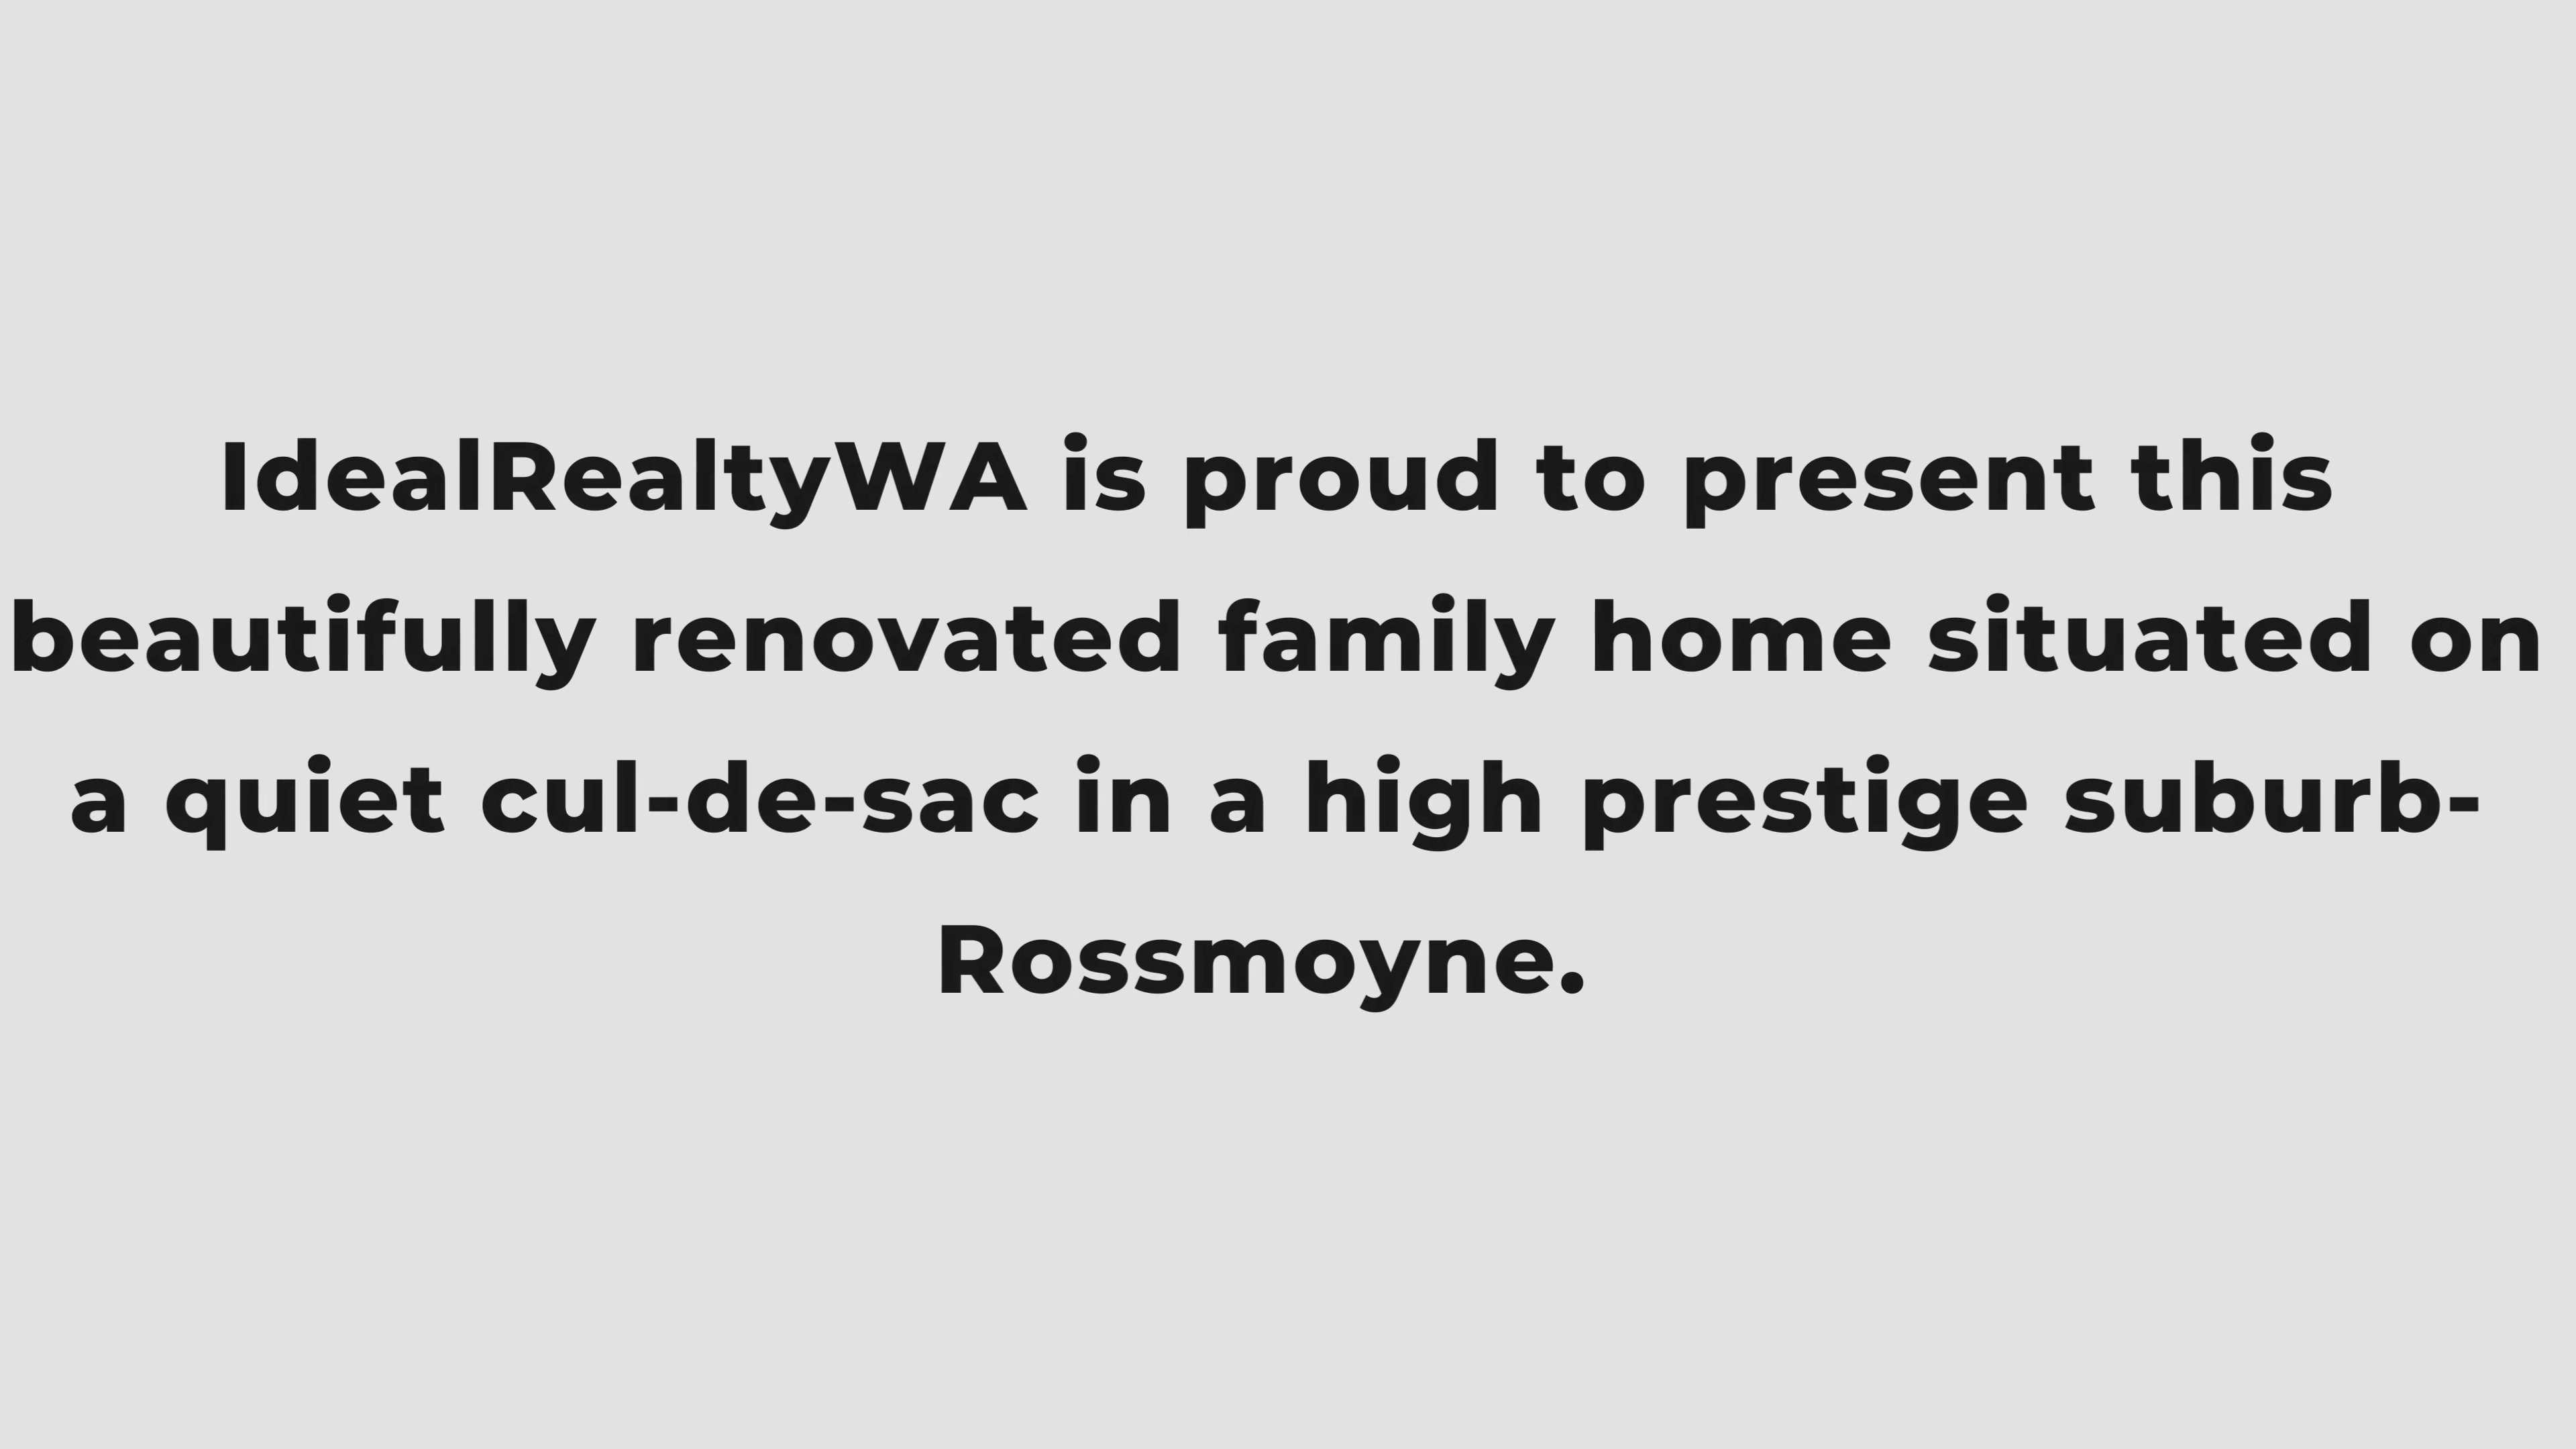 IdealRealtyWA is proud to present this
beautifully renovated family home situated on
a quiet cul-de-sac in a high prestige suburb-
Rossmoyne.